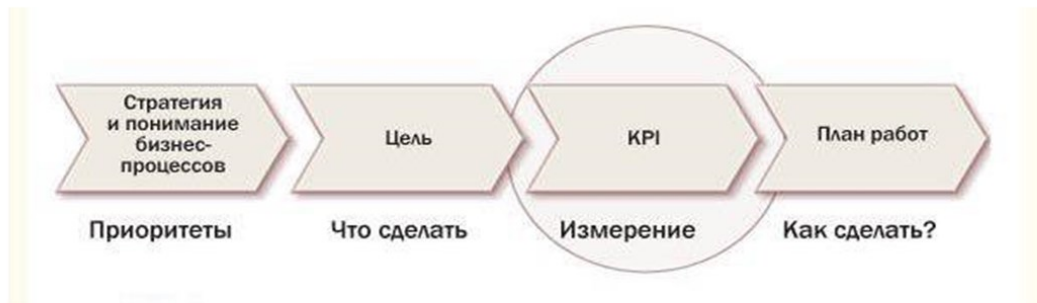 Стратегия
и понимание
бизнес-
процессов
Цель
KPI
План работ
Приоритеты
Что сделать
Измерение
Как сделать?